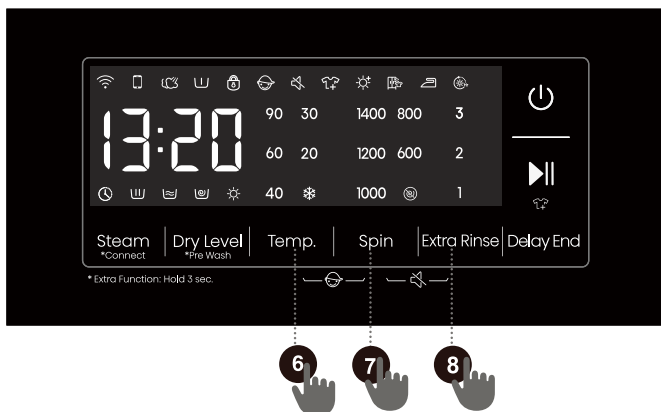 13:20
90 30 1400 800 3
60 20 1200 600 2
40 1000 1
Steam Dry Level Temp. Spin Extra Rinse Delay End
*Connect *Pre Wash
* Extra Function: Hold 3 sec.
6 7 8